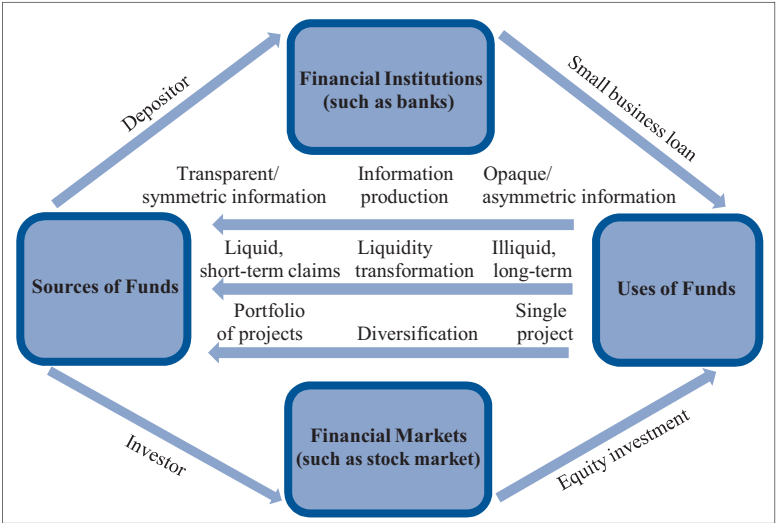 Financial Institutions
(such as banks)
Depositor
Small business loan
Transparent/
symmetric information
Information
production
Opaque/
asymmetric information
Sources of Funds
Liquid,
short-term claims
Liquidity
transformation
Illiquid,
long-term
Uses of Funds
Portfolio
of projects
Diversification
Single
project
Investor
Financial Markets
(such as stock market)
Equity investment